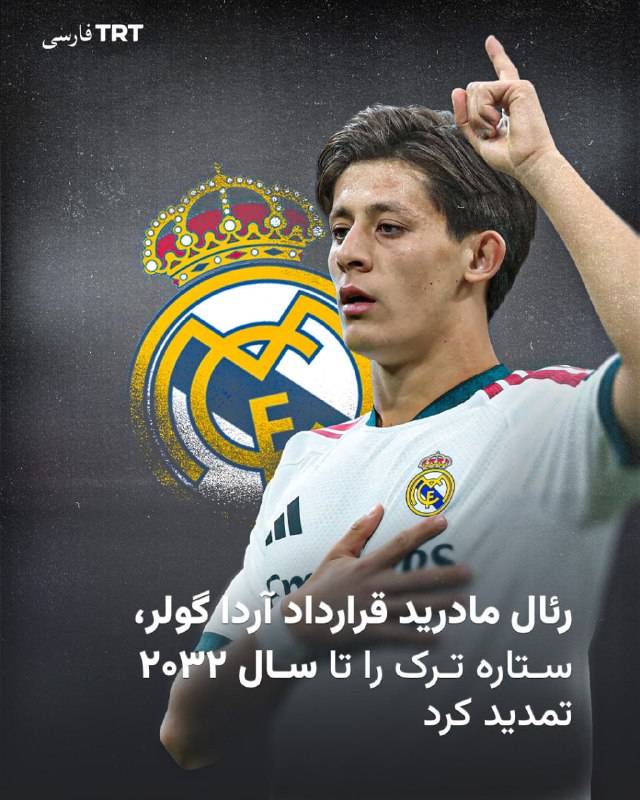 TRT فارسی
رئال مادرید قرارداد آردا گولر،
ستاره ترک را تا سال ۲۰۳۲
تمدید کرد